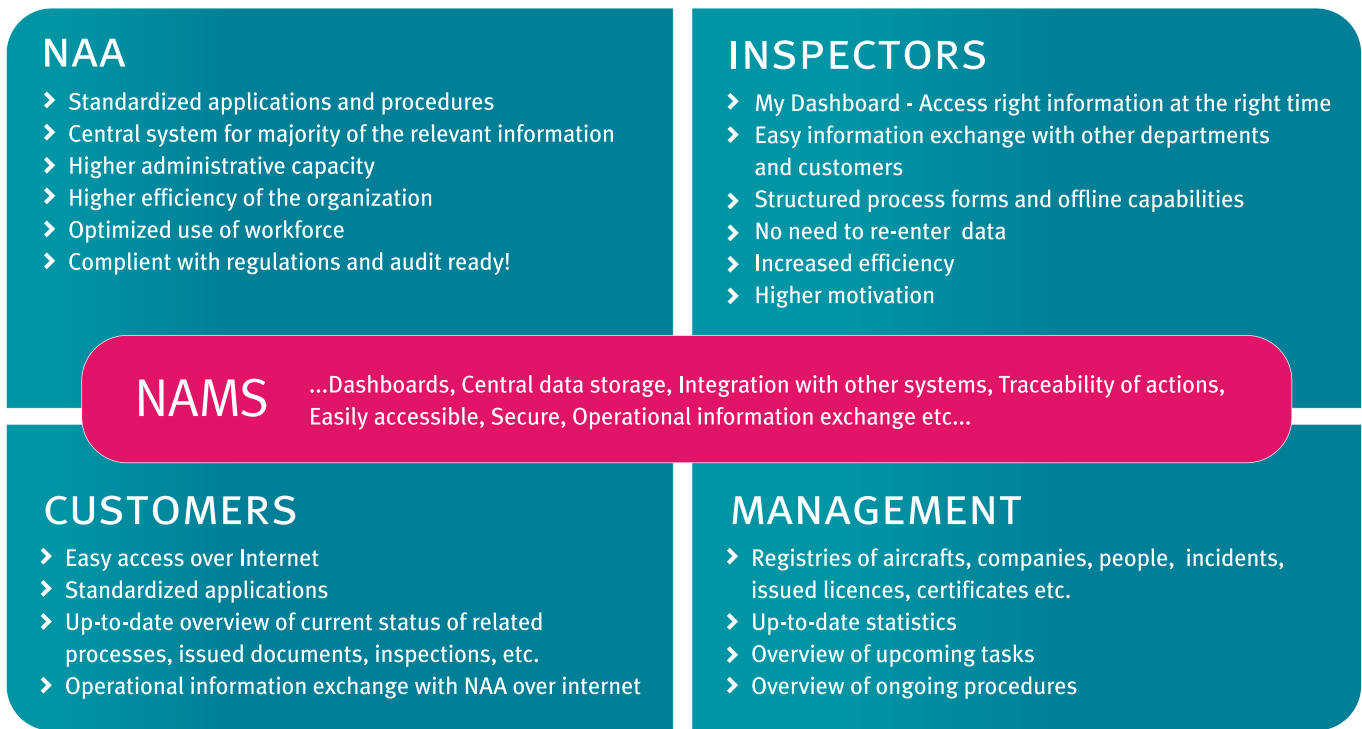 NAA
Standardized applications and procedures
Central system for majority of the relevant information
Higher administrative capacity
Higher efficiency of the organization
Optimized use of workforce
Complient with regulations and audit ready!
INSPECTORS
My Dashboard - Access right information at the right time
Easy information exchange with other departments
and customers
Structured process forms and offline capabilities
No need to re-enter data
Increased efficiency
Higher motivation
NAMS
...Dashboards, Central data storage, Integration with other systems, Traceability of actions,
Easily accessible, Secure, Operational information exchange etc...
CUSTOMERS
Easy access over Internet
Standardized applications
Up-to-date overview of current status of related
processes, issued documents, inspections, etc.
Operational information exchange with NAA over internet
MANAGEMENT
Registries of aircrafts, companies, people, incidents,
issued licences, certificates etc.
Up-to-date statistics
Overview of upcoming tasks
Overview of ongoing procedures